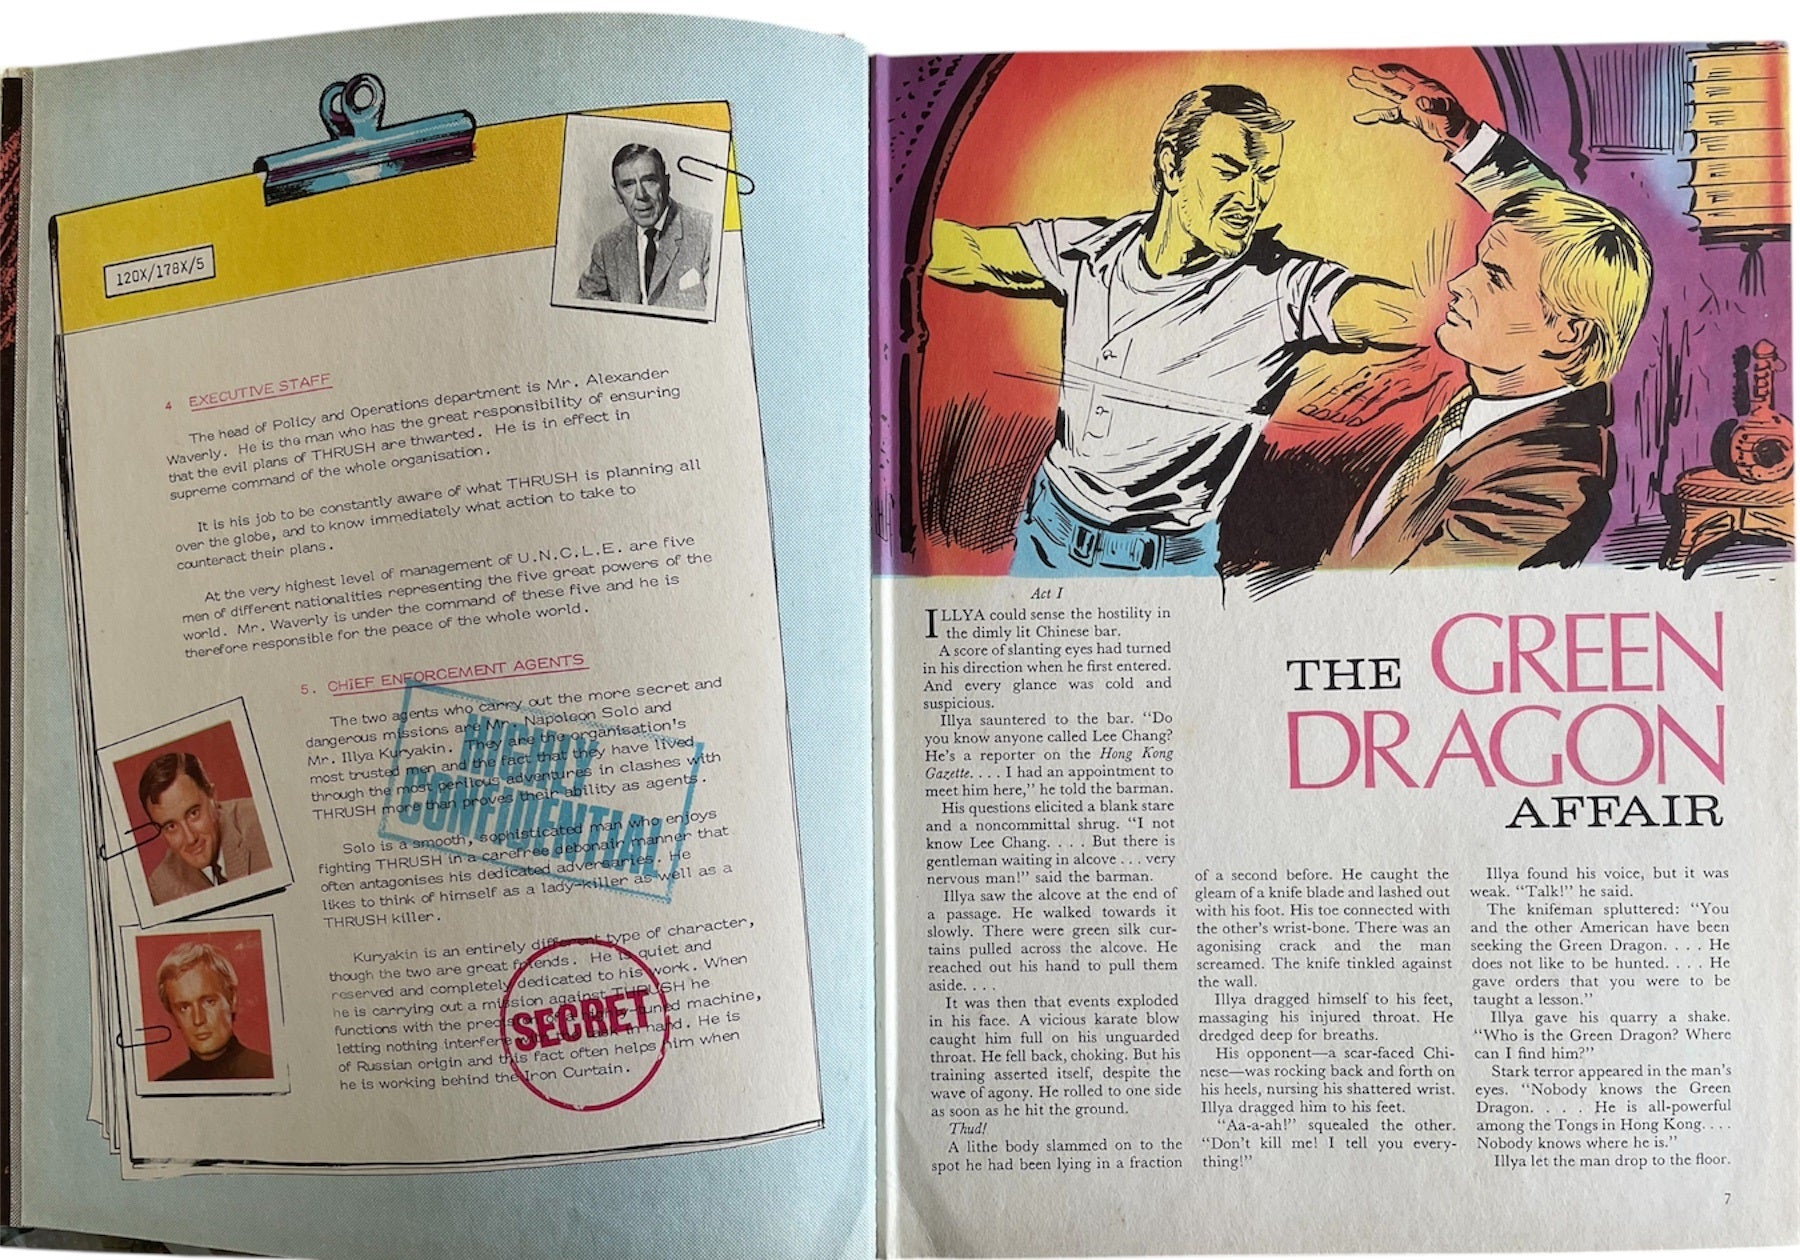 120X/178X/5
4 EXECUTIVE STAFF
The head of Policy and Operations department is Mr. Alexander
Waverly. He is the man who has the great responsibility of ensuring
that the evil plans of THRUSH are thwarted. He is in effect in
supreme command of the whole organisation.
It is his job to be constantly aware of what THRUSH is planning all
over the globe, and to know immediately what action to take to
counteract their plans.
At the very highest level of management of U.N.C.L.E. are five
men of different nationalities representing the five great powers of the
world. Mr. Waverly is under the command of these five and he is
therefore responsible for the peace of the whole world.
5. CHIEF ENFORCEMENT AGENTS
The two agents who carry out the more secret and
dangerous missions are Mr. Napoleon Solo and
Mr. Illya Kuryakin. They are the organisation's
most trusted men and the fact that they have lived
through the most perilous adventures in clashes with
THRUSH more than proves their ability as agents.
HIGHLY
CONFIDENTIAL
Solo is a smooth, sophisticated man who enjoys
fighting THRUSH in a carefree debonair manner that
often antagonises his dedicated adversaries. He
likes to think of himself as a lady-killer as well as a
THRUSH killer.
Kuryakin is an entirely different type of character,
though the two are great friends. He is quiet and
reserved and completely dedicated to his work. When
he is carrying out a mission against THRUSH he
functions with the precision of a highly-tuned machine,
letting nothing interfere with the task in hand. He is
of Russian origin and this fact often helps him when
he is working behind the Iron Curtain.
SECRET
THE GREEN
DRAGON
AFFAIR
Act I
ILLYA could sense the hostility in
the dimly lit Chinese bar.
A score of slanting eyes had turned
in his direction when he first entered.
And every glance was cold and
suspicious.
Illya sauntered to the bar. "Do
you know anyone called Lee Chang?
He's a reporter on the Hong Kong
Gazette. . . . I had an appointment to
meet him here," he told the barman.
His questions elicited a blank stare
and a noncommittal shrug. "I not
know Lee Chang. . . . But there is
gentleman waiting in alcove . . . very
nervous man!" said the barman.
Illya saw the alcove at the end of
a passage. He walked towards it
slowly. There were green silk cur-
tains pulled across the alcove. He
reached out his hand to pull them
aside. . . .
It was then that events exploded
in his face. A vicious karate blow
caught him full on his unguarded
throat. He fell back, choking. But his
training asserted itself, despite the
wave of agony. He rolled to one side
as soon as he hit the ground.
Thud!
A lithe body slammed on to the
spot he had been lying in a fraction
of a second before. He caught the
gleam of a knife blade and lashed out
with his foot. His toe connected with
the other's wrist-bone. There was an
agonising crack and the man
screamed. The knife tinkled against
the wall.
Illya dragged himself to his feet,
massaging his injured throat. He
dredged deep for breaths.
His opponent—a scar-faced Chi-
nese—was rocking back and forth on
his heels, nursing his shattered wrist.
Illya dragged him to his feet.
"Aa-a-ah!" squealed the other.
"Don't kill me! I tell you every-
thing!"
Illya found his voice, but it was
weak. "Talk!" he said.
The knifeman spluttered: "You
and the other American have been
seeking the Green Dragon. . . . He
does not like to be hunted. . . . He
gave orders that you were to be
taught a lesson."
Illya gave his quarry a shake.
"Who is the Green Dragon? Where
can I find him?"
Stark terror appeared in the man's
eyes. "Nobody knows the Green
Dragon. . . . He is all-powerful
among the Tongs in Hong Kong. . . .
Nobody knows where he is."
Illya let the man drop to the floor.
7